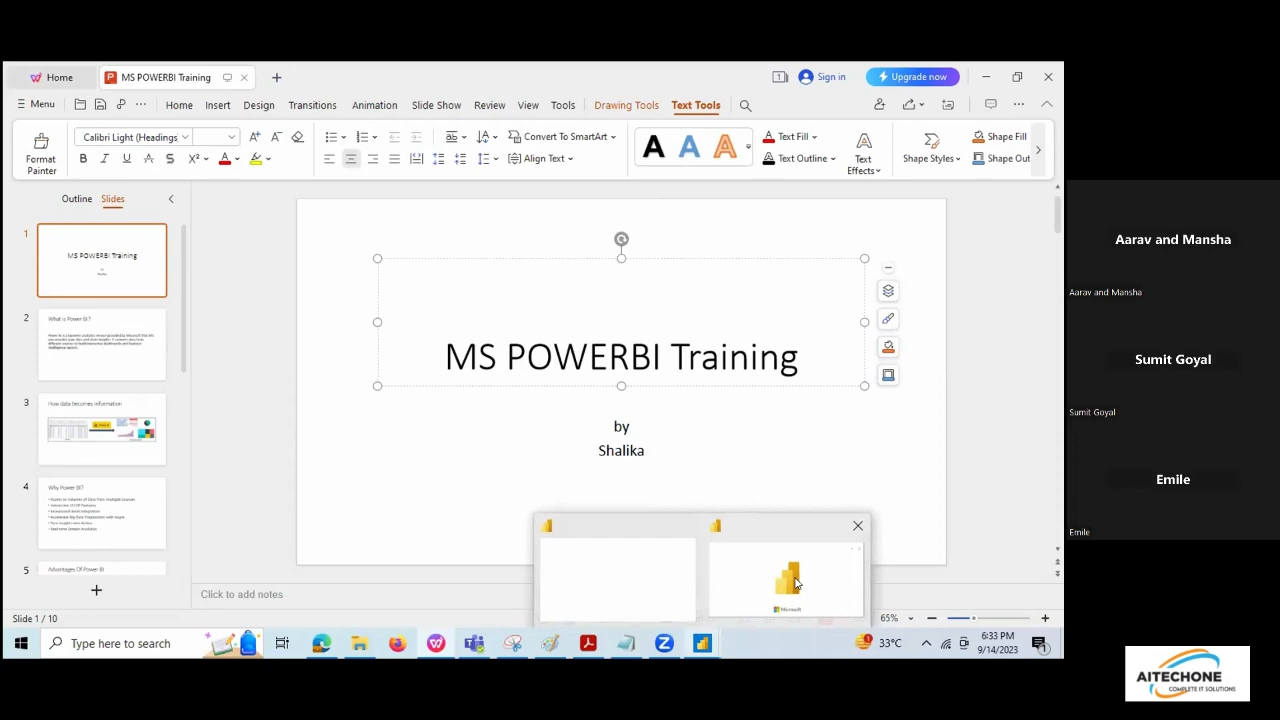 Home
MS POWERBI Training
Sign in
Upgrade now
Menu
Home Insert Design Transitions Animation Slide Show Review View Tools Drawing Tools Text Tools
Format
Painter
Calibri Light (Headings
Convert To SmartArt
Align Text
Text Fill
Text Outline
Text
Effects
Shape Styles
Shape Fill
Shape Out
Outline Slides
1
MS POWERBI Training
2
What is Power BI?
3
How data becomes information
4
Why Power BI?
5
Advantages Of Power BI
MS POWERBI Training
by
Shalika
Microsoft
Click to add notes
Slide 1 / 10
65%
Type here to search
33°C
6:33 PM
9/14/2023
Aarav and Mansha
Aarav and Mansha
Sumit Goyal
Sumit Goyal
Emile
Emile
AITECHONE
COMPLETE IT SOLUTIONS